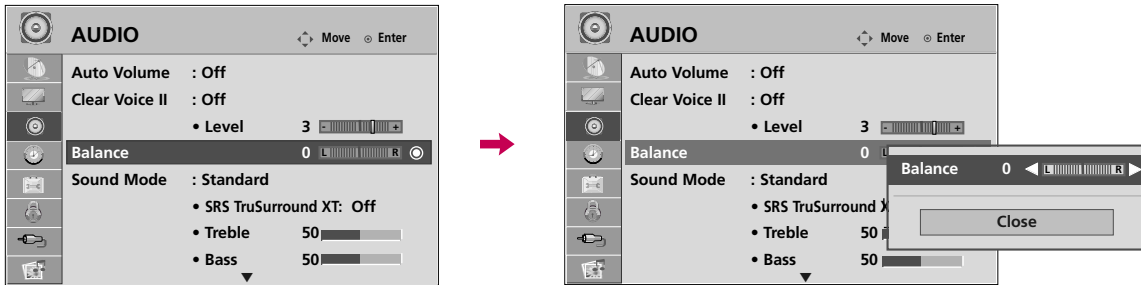 AUDIO Move Enter
Auto Volume : Off
Clear Voice II : Off
• Level 3 - +
Balance 0 L R
Sound Mode : Standard
• SRS TruSurround XT: Off
• Treble 50
• Bass 50
AUDIO Move Enter
Auto Volume : Off
Clear Voice II : Off
• Level 3 - +
Balance 0 L
Sound Mode : Standard
• SRS TruSurround X
• Treble 50
• Bass 50
Balance 0 L R
Close